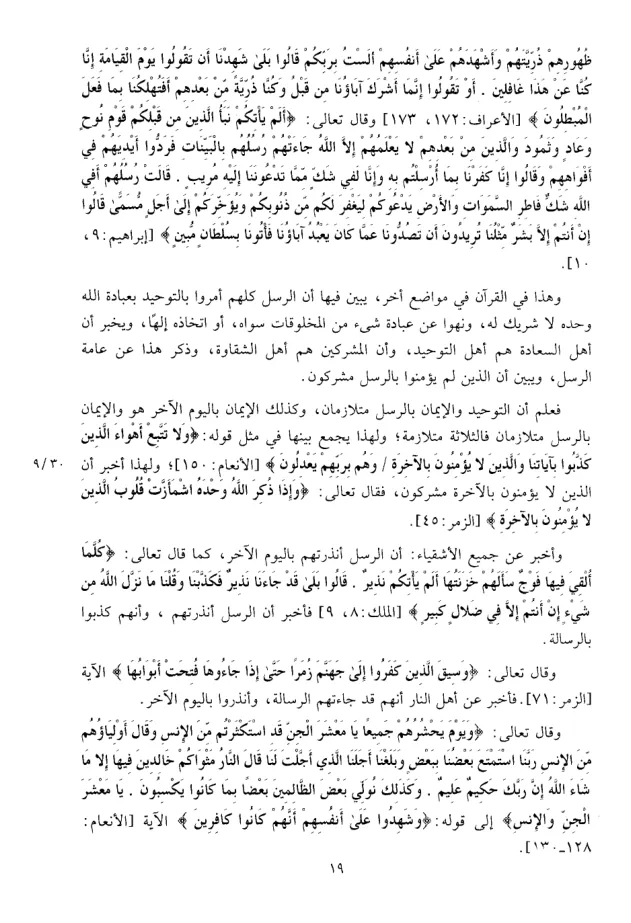 ظُهُورِهِمْ ذُرِّيَّتَهُمْ وَأَشْهَدَهُمْ عَلَىٰ أَنفُسِهِمْ أَلَسْتُ بِرَبِّكُمْ قَالُوا بَلَىٰ شَهِدْنَا أَن تَقُولُوا يَوْمَ الْقِيَامَةِ إِنَّا
كُنَّا عَنْ هَذَا غَافِلِينَ . أَوْ تَقُولُوا إِنَّمَا أَشْرَكَ آبَاؤُنَا مِن قَبْلُ وَكُنَّا ذُرِّيَّةً مِّنْ بَعْدِهِمْ أَفَتُهْلِكُنَا بِمَا فَعَلَ
الْمُبْطِلُونَ ﴾ [الأعراف:١٧٢، ١٧٣] وقال تعالى: ﴿أَلَمْ يَأْتِكُمْ نَبَأُ الَّذِينَ مِن قَبْلِكُمْ قَوْمِ نُوحٍ
وَعَادٍ وَثَمُودَ وَالَّذِينَ مِنْ بَعْدِهِمْ لا يَعْلَمُهُمْ إِلاَّ اللَّهُ جَاءَتْهُمْ رُسُلُهُم بِالْبَيِّنَاتِ فَرَدُّوا أَيْدِيَهُمْ فِي
أَفْوَاهِهِمْ وَقَالُوا إِنَّا كَفَرْنَا بِمَا أُرْسِلْتُم بِهِ وَإِنَّا لَفِي شَكٍّ مِّمَّا تَدْعُونَنَا إِلَيْهِ مُرِيبٍ . قَالَتْ رُسُلُهُمْ أَفِي
اللَّهِ شَكٌّ فَاطِرِ السَّمَوَاتِ وَالأَرْضِ يَدْعُوكُمْ لِيَغْفِرَ لَكُم مِّن ذُنُوبِكُمْ وَيُؤَخِّرَكُمْ إِلَىٰ أَجَلٍ مُسَمًّى قَالُوا
إِنْ أَنتُمْ إِلاَّ بَشَرٌ مِّثْلُنَا تُرِيدُونَ أَن تَصُدُّونَا عَمَّا كَانَ يَعْبُدُ آبَاؤُنَا فَأْتُونَا بِسُلْطَانٍ مُّبِينٍ ﴾ [إبراهيم:٩،
١٠].
وهذا في القرآن في مواضع أخر، يبين فيها أن الرسل كلهم أمروا بالتوحيد بعبادة الله
وحده لا شريك له، ونهوا عن عبادة شيء من المخلوقات سواه، أو اتخاذه إلهًا، ويخبر أن
أهل السعادة هم أهل التوحيد، وأن المشركين هم أهل الشقاوة، وذكر هذا عن عامة
الرسل، ويبين أن الذين لم يؤمنوا بالرسل مشركون.
فعلم أن التوحيد والإيمان بالرسل متلازمان، وكذلك الإيمان باليوم الآخر هو والإيمان
بالرسل متلازمان فالثلاثة متلازمة؛ ولهذا يجمع بينها في مثل قوله: ﴿وَلا تَتَّبِعْ أَهْوَاءَ الَّذِينَ
٩/٣٠ كَذَّبُوا بِآيَاتِنَا وَالَّذِينَ لا يُؤْمِنُونَ بِالآخِرَةِ / وَهُم بِرَبِّهِمْ يَعْدِلُونَ ﴾ [الأنعام: ١٥٠]؛ ولهذا أخبر أن
الذين لا يؤمنون بالآخرة مشركون، فقال تعالى: ﴿وَإِذَا ذُكِرَ اللَّهُ وَحْدَهُ اشْمَأَزَّتْ قُلُوبُ الَّذِينَ
لا يُؤْمِنُونَ بِالآخِرَةِ ﴾ [الزمر:٤٥].
وأخبر عن جميع الأشقياء: أن الرسل أنذرتهم باليوم الآخر، كما قال تعالى: ﴿كُلَّمَا
أُلْقِيَ فِيهَا فَوْجٌ سَأَلَهُمْ خَزَنَتُهَا أَلَمْ يَأْتِكُمْ نَذِيرٌ . قَالُوا بَلَىٰ قَدْ جَاءَنَا نَذِيرٌ فَكَذَّبْنَا وَقُلْنَا مَا نَزَّلَ اللَّهُ مِن
شَيْءٍ إِنْ أَنتُمْ إِلاَّ فِي ضَلالٍ كَبِيرٍ ﴾ [الملك:٨، ٩] فأخبر أن الرسل أنذرتهم ، وأنهم كذبوا
بالرسالة.
وقال تعالى: ﴿وَسِيقَ الَّذِينَ كَفَرُوا إِلَىٰ جَهَنَّمَ زُمَرًا حَتَّىٰ إِذَا جَاءُوهَا فُتِحَتْ أَبْوَابُهَا ﴾ الآية
[الزمر:٧١].فأخبر عن أهل النار أنهم قد جاءتهم الرسالة، وأنذروا باليوم الآخر.
وقال تعالى: ﴿وَيَوْمَ يَحْشُرُهُمْ جَمِيعًا يَا مَعْشَرَ الْجِنِّ قَدِ اسْتَكْثَرْتُم مِّنَ الإِنسِ وَقَالَ أَوْلِيَاؤُهُم
مِّنَ الإِنسِ رَبَّنَا اسْتَمْتَعَ بَعْضُنَا بِبَعْضٍ وَبَلَغْنَا أَجَلَنَا الَّذِي أَجَّلْتَ لَنَا قَالَ النَّارُ مَثْوَاكُمْ خَالِدِينَ فِيهَا إِلا مَا
شَاءَ اللَّهُ إِنَّ رَبَّكَ حَكِيمٌ عَلِيمٌ . وَكَذَلِكَ نُوَلِّي بَعْضَ الظَّالِمِينَ بَعْضًا بِمَا كَانُوا يَكْسِبُونَ . يَا مَعْشَرَ
الْجِنِّ وَالإِنسِ﴾ إلى قوله: ﴿وَشَهِدُوا عَلَىٰ أَنفُسِهِمْ أَنَّهُمْ كَانُوا كَافِرِينَ ﴾ الآية [الأنعام:
١٢٨ـ١٣٠].
١٩